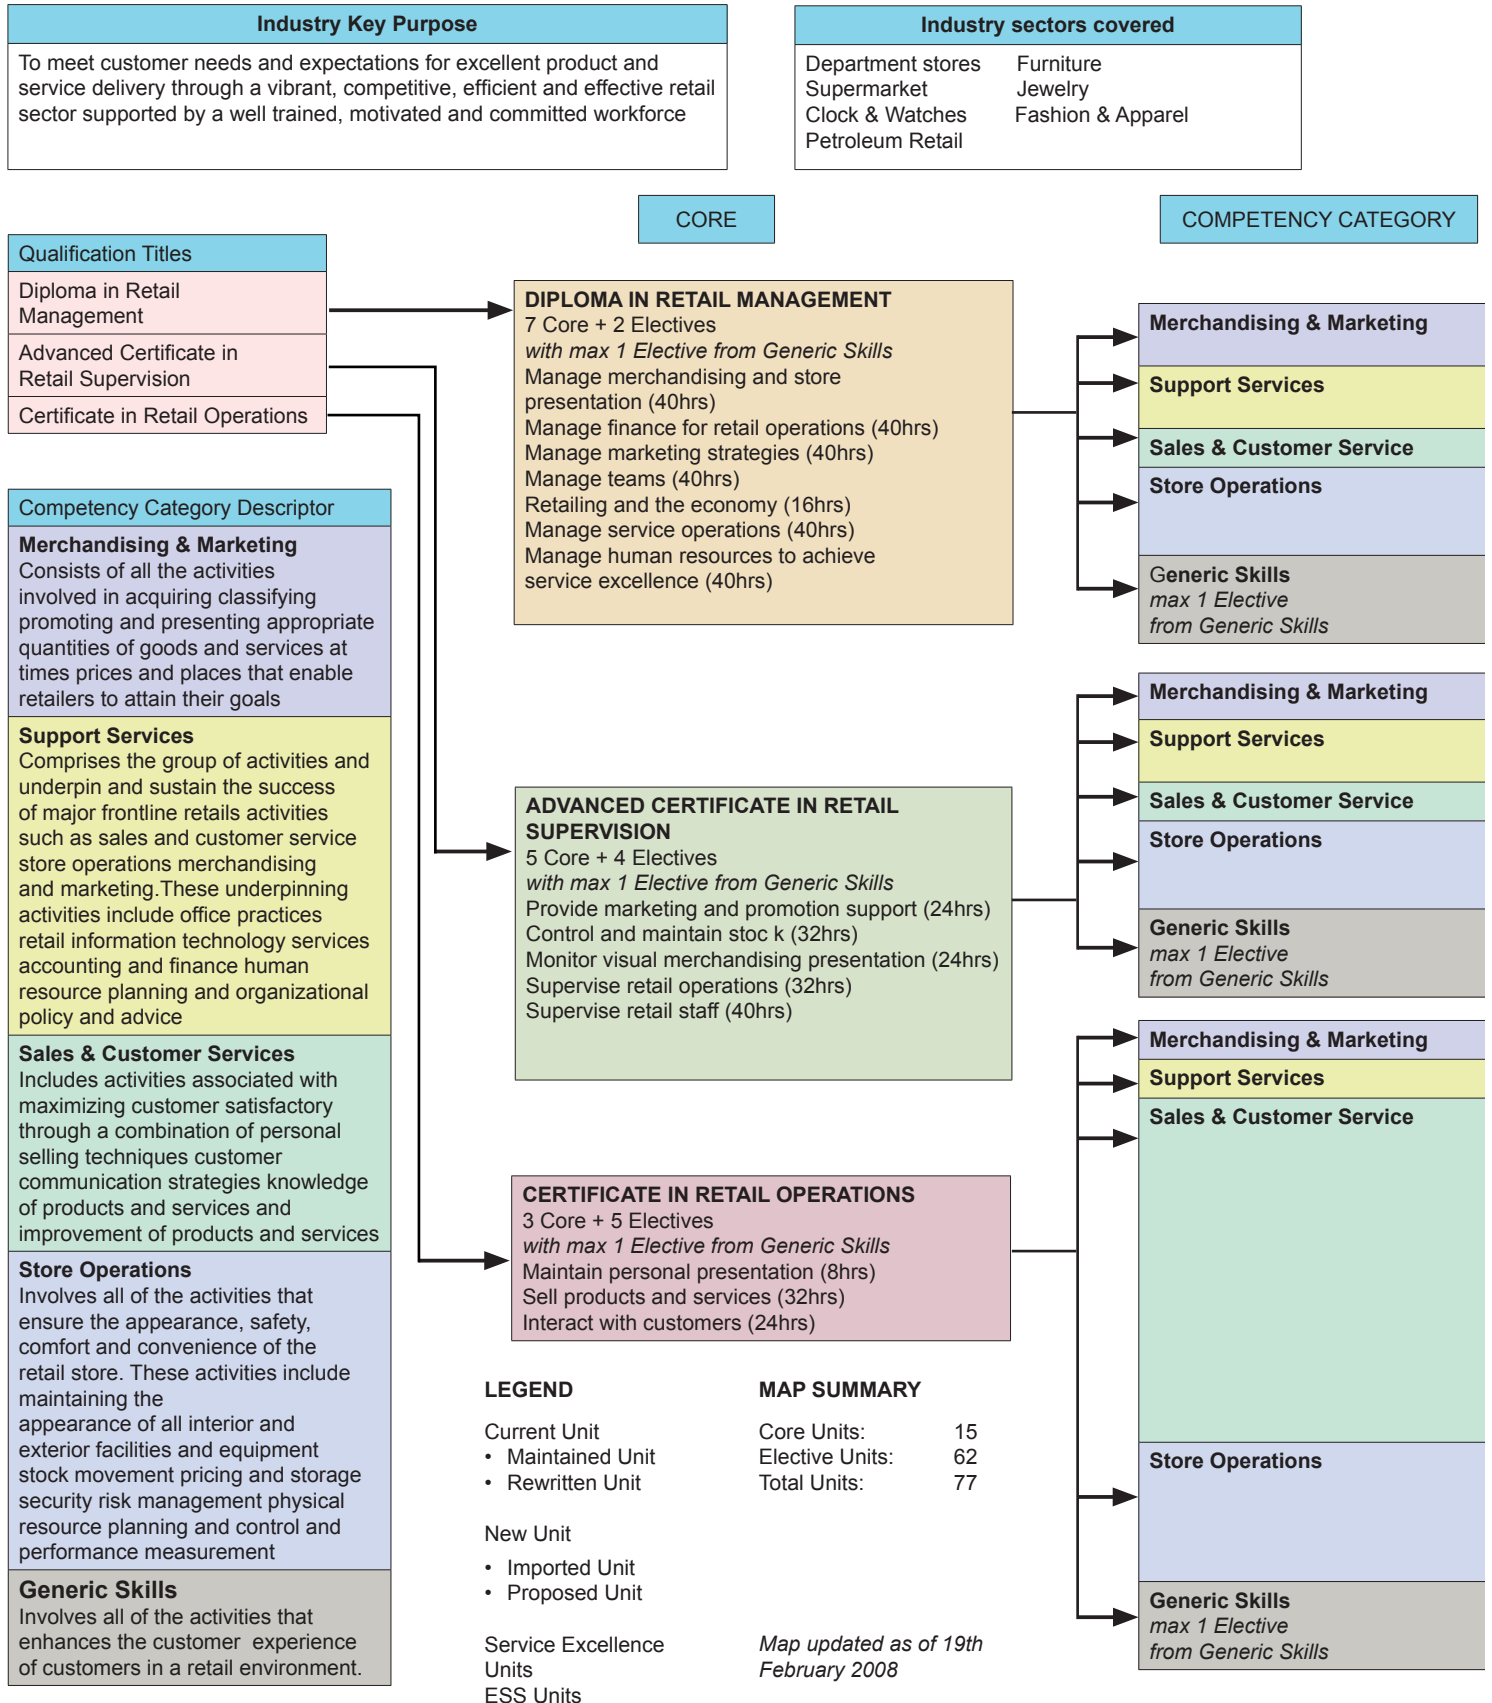 Industry Key Purpose
To meet customer needs and expectations for excellent product and
service delivery through a vibrant, competitive, efficient and effective retail
sector supported by a well trained, motivated and committed workforce
Industry sectors covered
Department stores Furniture
Supermarket Jewelry
Clock & Watches Fashion & Apparel
Petroleum Retail
CORE
COMPETENCY CATEGORY
Qualification Titles
Diploma in Retail
Management
Advanced Certificate in
Retail Supervision
Certificate in Retail Operations
Competency Category Descriptor
Merchandising & Marketing
Consists of all the activities
involved in acquiring classifying
promoting and presenting appropriate
quantities of goods and services at
times prices and places that enable
retailers to attain their goals
Support Services
Comprises the group of activities and
underpin and sustain the success
of major frontline retails activities
such as sales and customer service
store operations merchandising
and marketing.These underpinning
activities include office practices
retail information technology services
accounting and finance human
resource planning and organizational
policy and advice
Sales & Customer Services
Includes activities associated with
maximizing customer satisfactory
through a combination of personal
selling techniques customer
communication strategies knowledge
of products and services and
improvement of products and services
Store Operations
Involves all of the activities that
ensure the appearance, safety,
comfort and convenience of the
retail store. These activities include
maintaining the
appearance of all interior and
exterior facilities and equipment
stock movement pricing and storage
security risk management physical
resource planning and control and
performance measurement
Generic Skills
Involves all of the activities that
enhances the customer experience
of customers in a retail environment.
DIPLOMA IN RETAIL MANAGEMENT
7 Core + 2 Electives
with max 1 Elective from Generic Skills
Manage merchandising and store
presentation (40hrs)
Manage finance for retail operations (40hrs)
Manage marketing strategies (40hrs)
Manage teams (40hrs)
Retailing and the economy (16hrs)
Manage service operations (40hrs)
Manage human resources to achieve
service excellence (40hrs)
Merchandising & Marketing
Support Services
Sales & Customer Service
Store Operations
Generic Skills
max 1 Elective
from Generic Skills
ADVANCED CERTIFICATE IN RETAIL
SUPERVISION
5 Core + 4 Electives
with max 1 Elective from Generic Skills
Provide marketing and promotion support (24hrs)
Control and maintain stoc k (32hrs)
Monitor visual merchandising presentation (24hrs)
Supervise retail operations (32hrs)
Supervise retail staff (40hrs)
Merchandising & Marketing
Support Services
Sales & Customer Service
Store Operations
Generic Skills
max 1 Elective
from Generic Skills
CERTIFICATE IN RETAIL OPERATIONS
3 Core + 5 Electives
with max 1 Elective from Generic Skills
Maintain personal presentation (8hrs)
Sell products and services (32hrs)
Interact with customers (24hrs)
Merchandising & Marketing
Support Services
Sales & Customer Service
Store Operations
Generic Skills
max 1 Elective
from Generic Skills
LEGEND
Current Unit
• Maintained Unit
• Rewritten Unit
New Unit
• Imported Unit
• Proposed Unit
Service Excellence
Units
ESS Units
MAP SUMMARY
Core Units: 15
Elective Units: 62
Total Units: 77
Map updated as of 19th
February 2008